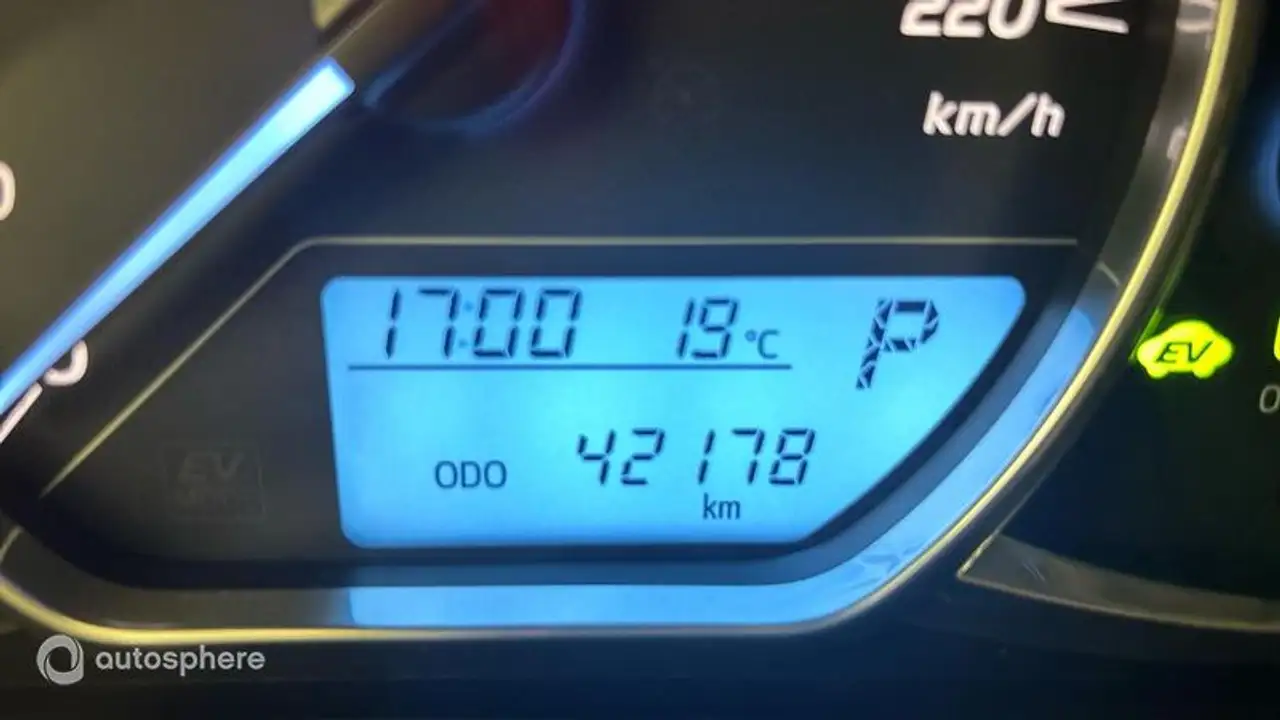 220
km/h
17:00 19°C P
ODO 42178
km
EV
autosphere